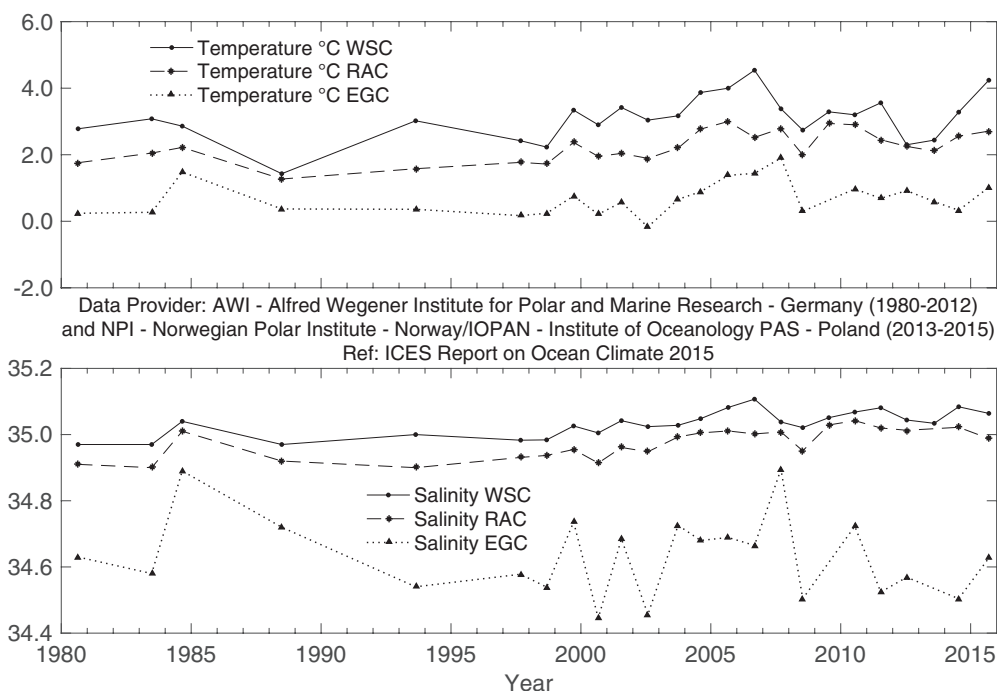 6.0
4.0
2.0
0.0
-2.0
Temperature °C WSC
Temperature °C RAC
Temperature °C EGC
Data Provider: AWI - Alfred Wegener Institute for Polar and Marine Research - Germany (1980-2012)
and NPI - Norwegian Polar Institute - Norway/IOPAN - Institute of Oceanology PAS - Poland (2013-2015)
Ref: ICES Report on Ocean Climate 2015
35.2
35.0
34.8
34.6
34.4
Salinity WSC
Salinity RAC
Salinity EGC
1980 1985 1990 1995 2000 2005 2010 2015
Year